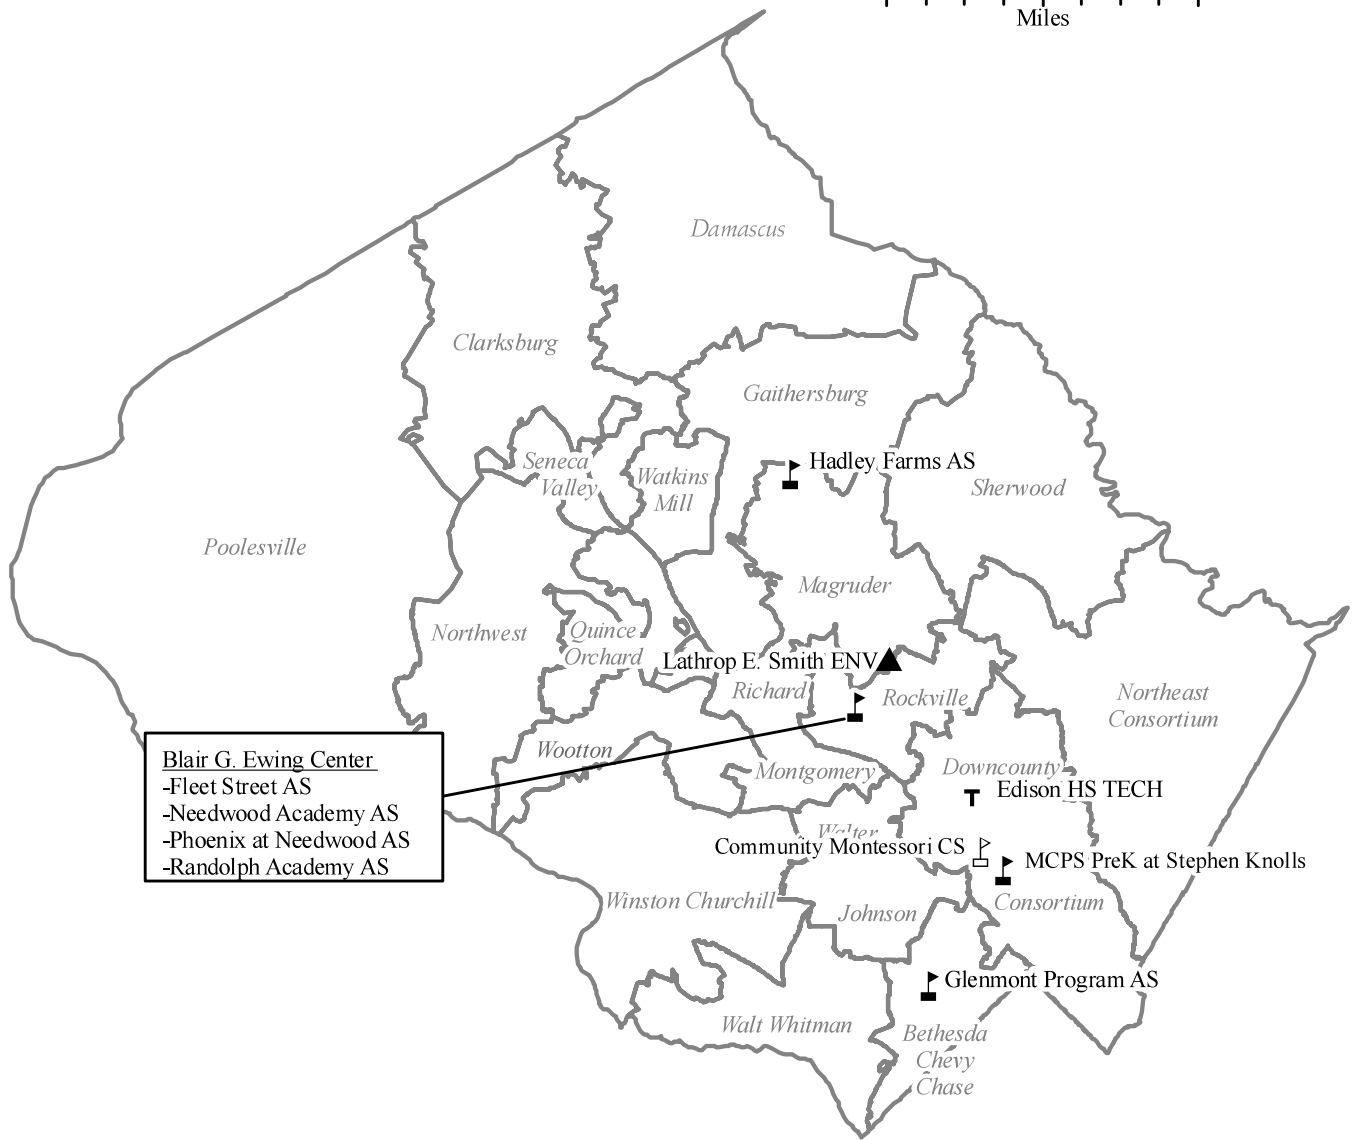 Miles
Damascus
Clarksburg
Gaithersburg
Hadley Farms AS
Seneca
Valley
Watkins
Mill
Sherwood
Poolesville
Magruder
Northwest
Quince
Orchard
Lathrop E. Smith ENV
Richard
Rockville
Northeast
Consortium
Wootton
Blair G. Ewing Center
-Fleet Street AS
-Needwood Academy AS
-Phoenix at Needwood AS
-Randolph Academy AS
Montgomery
Downcounty
Edison HS TECH
Walter
Community Montessori CS
MCPS PreK at Stephen Knolls
Winston Churchill
Johnson
Consortium
Glenmont Program AS
Walt Whitman
Bethesda
Chevy
Chase